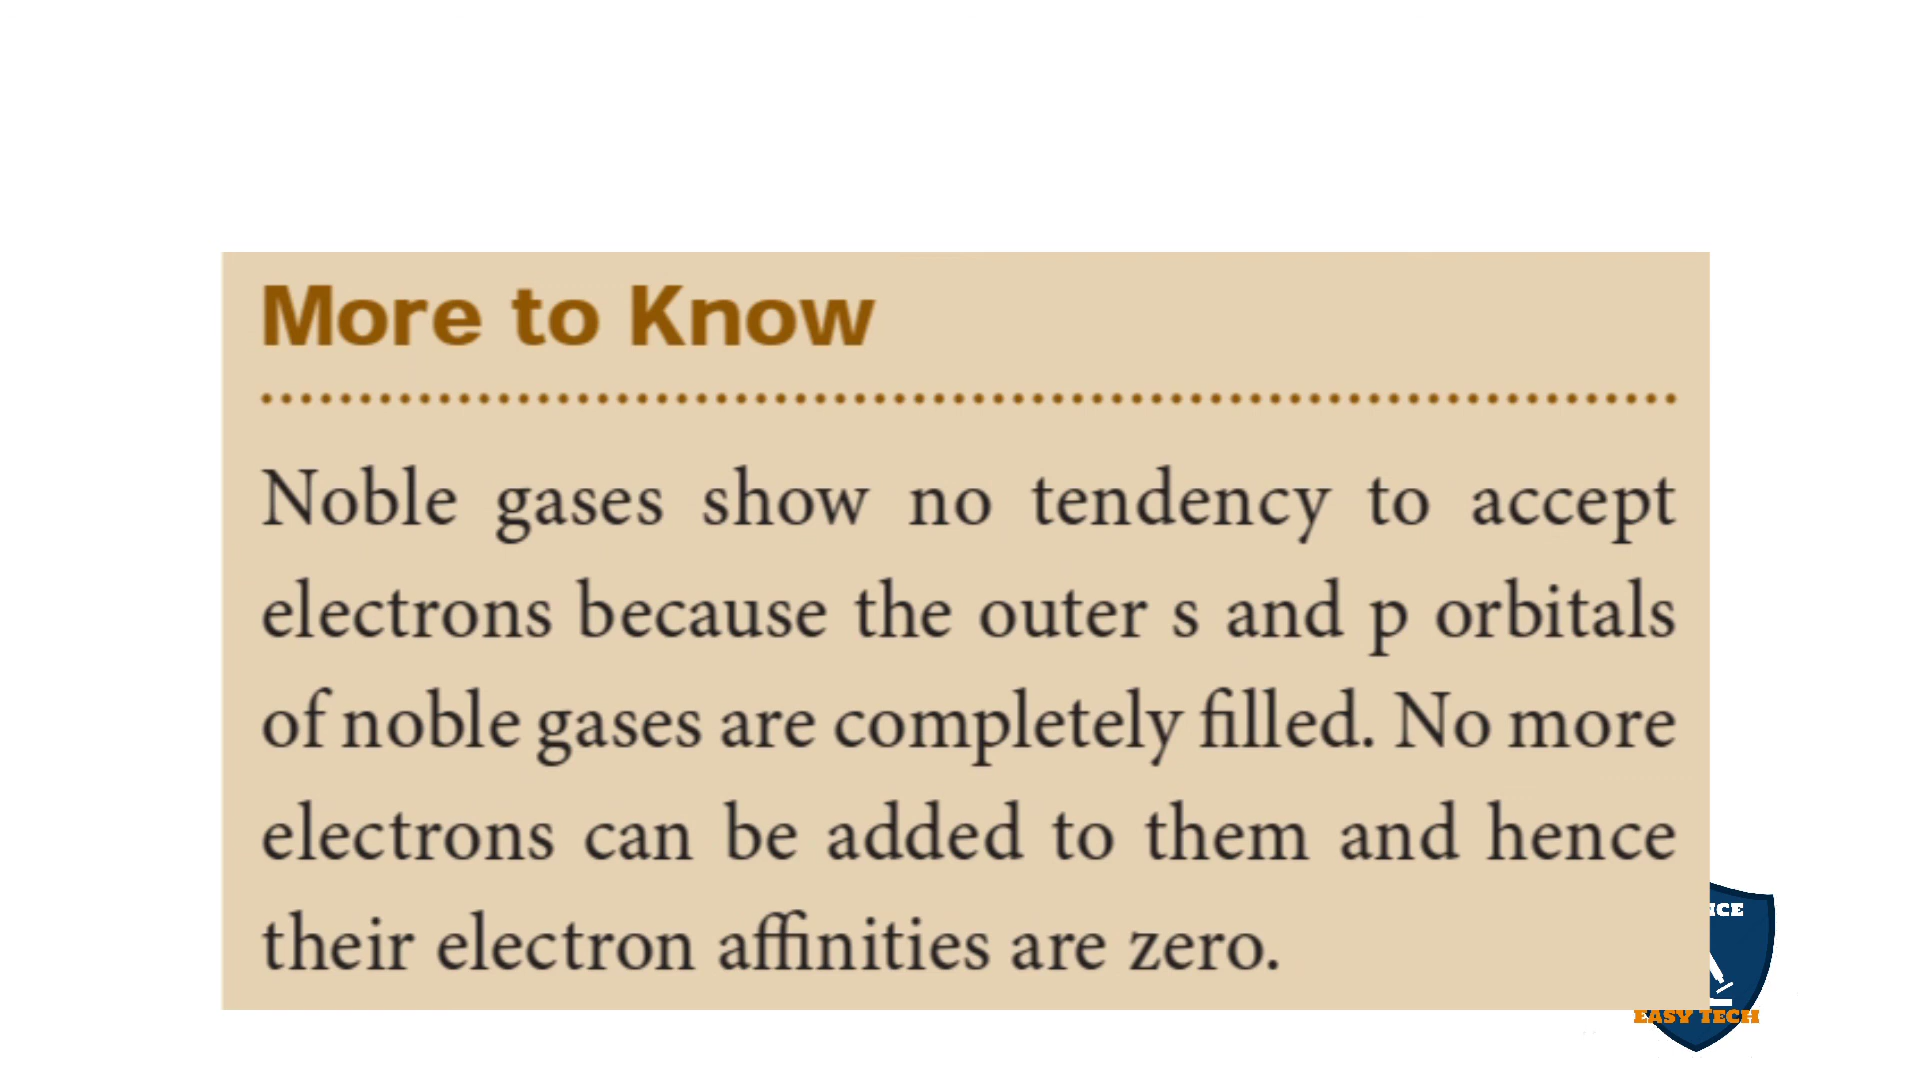 More to Know
Noble gases show no tendency to accept
electrons because the outer s and p orbitals
of noble gases are completely filled. No more
electrons can be added to them and hence
their electron affinities are zero.
EASY TECH